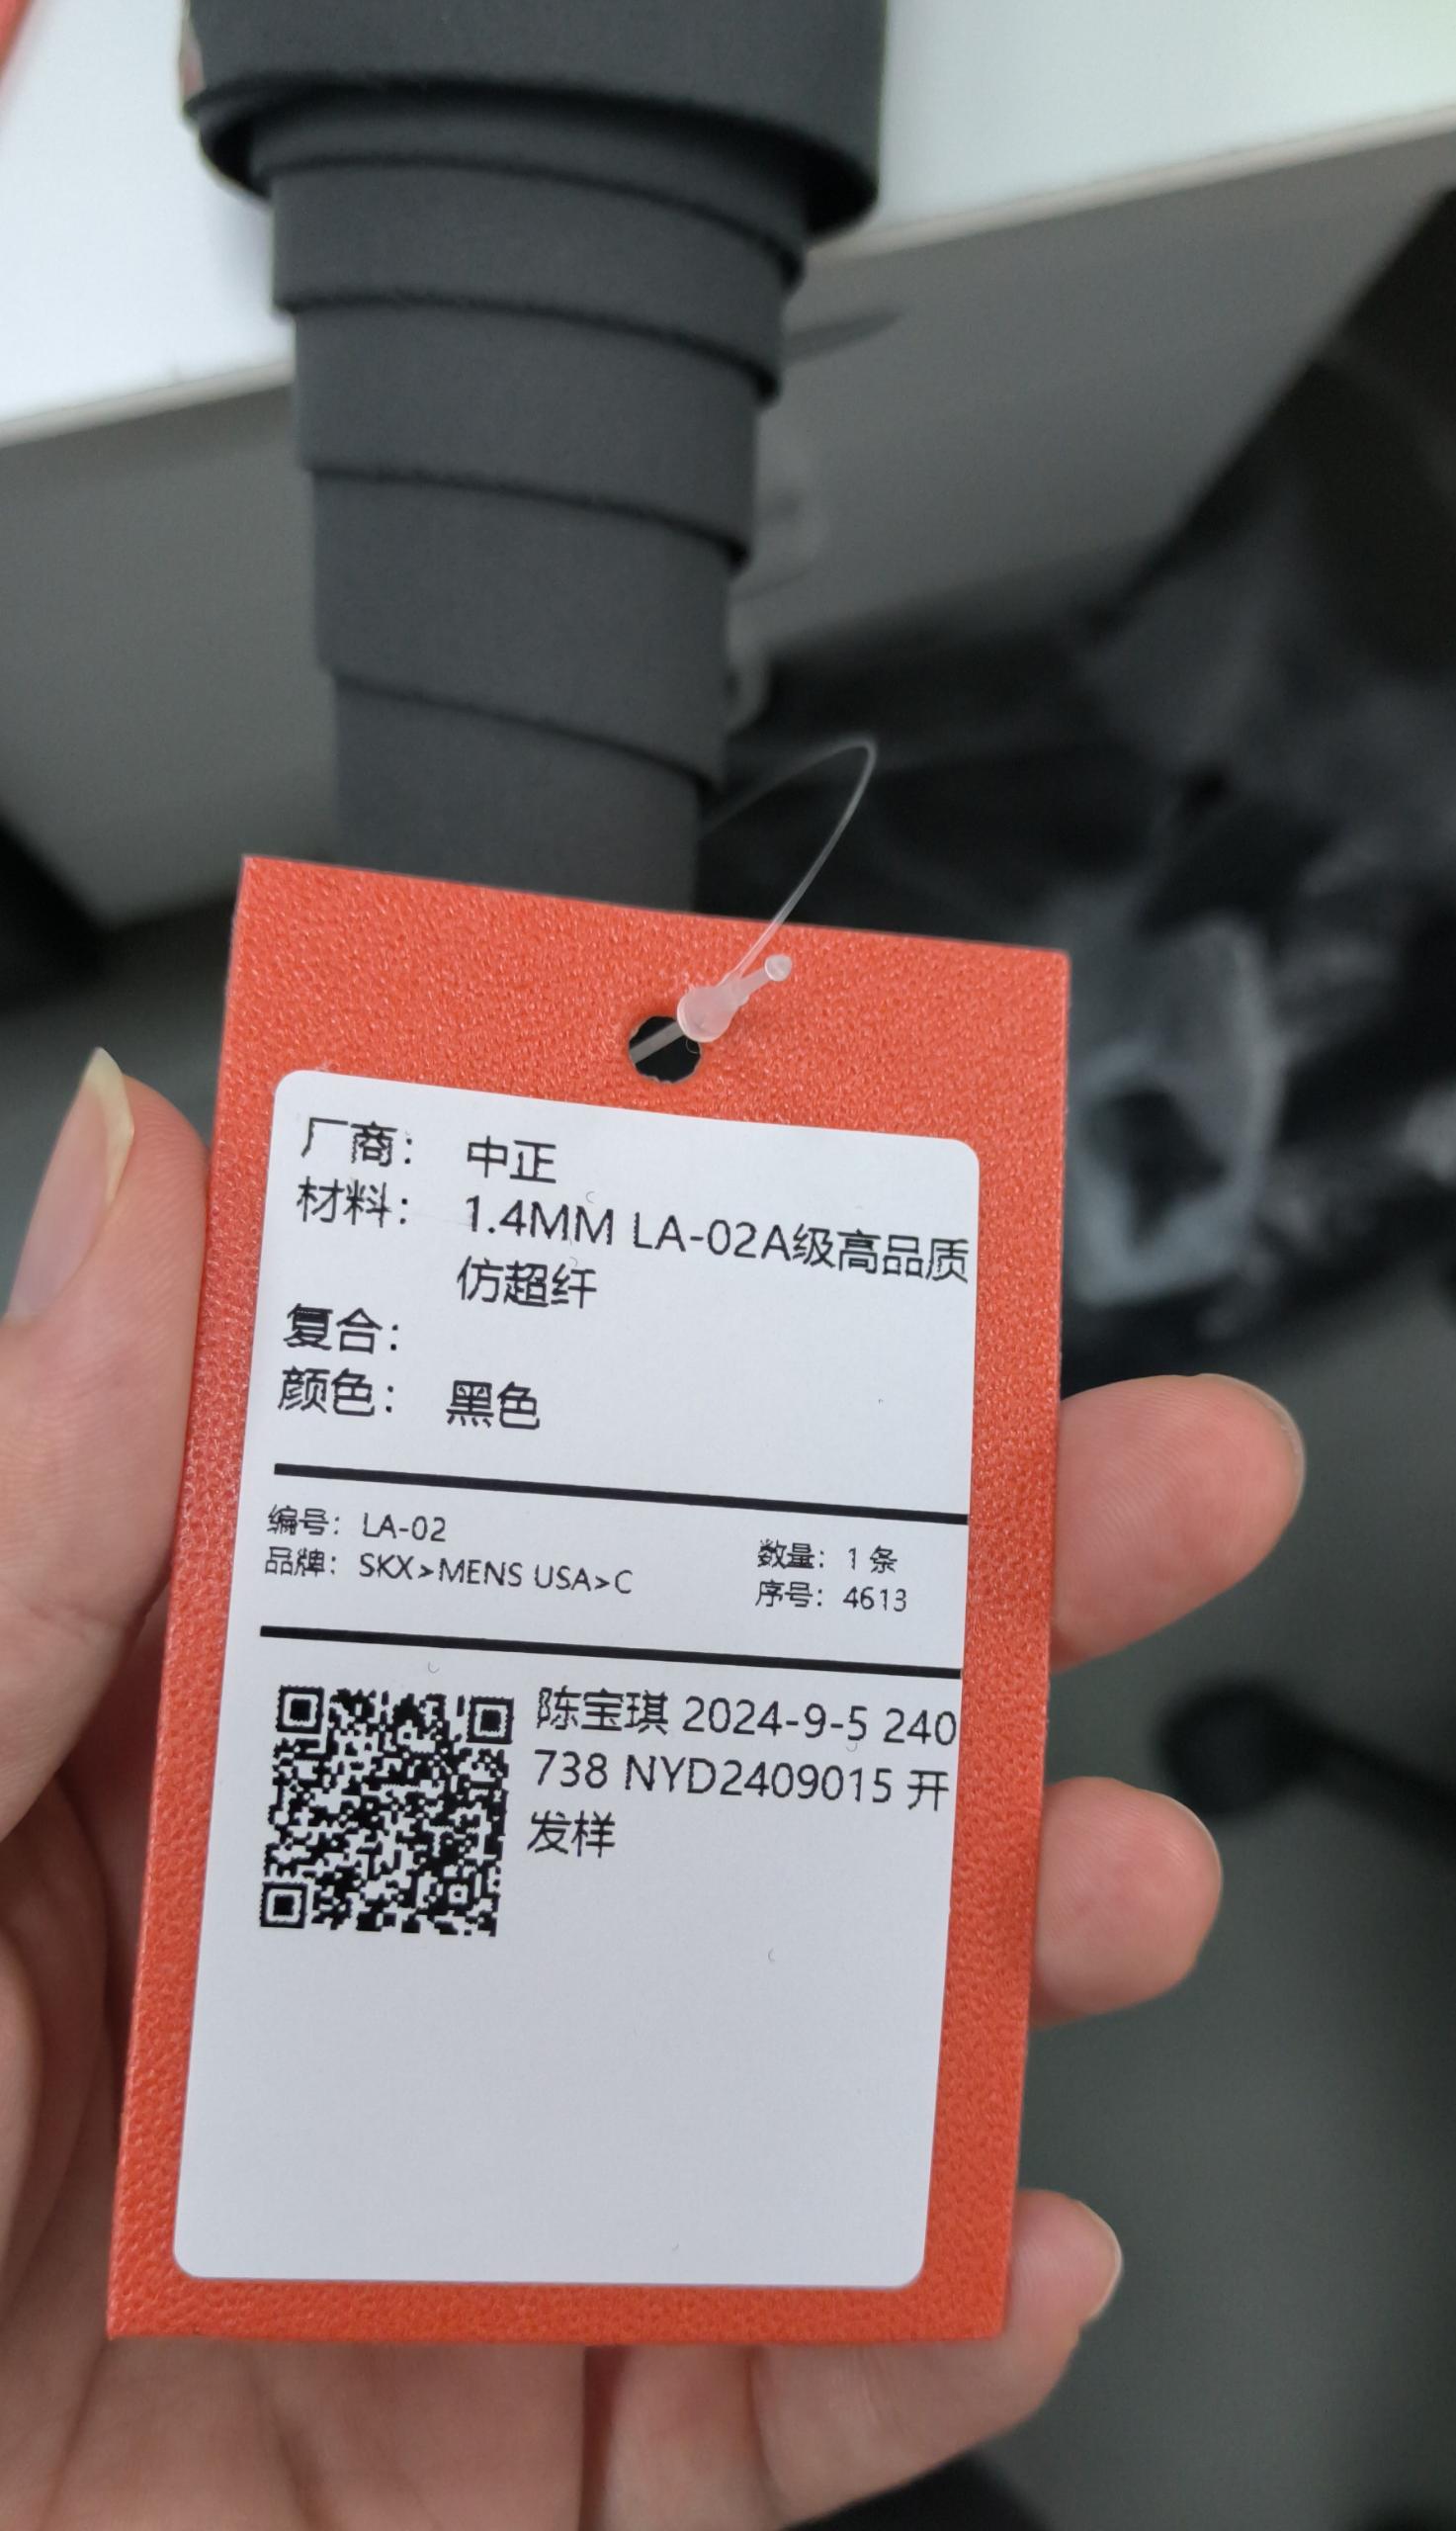 厂商： 中正
材料： 1.4MM LA-02A级高品质
仿超纤
复合：
颜色： 黑色
编号： LA-02
数量： 1 条
品牌： SKX>MENS USA>C
序号： 4613
陈宝琪 2024-9-5 240
738 NYD2409015 开
发样